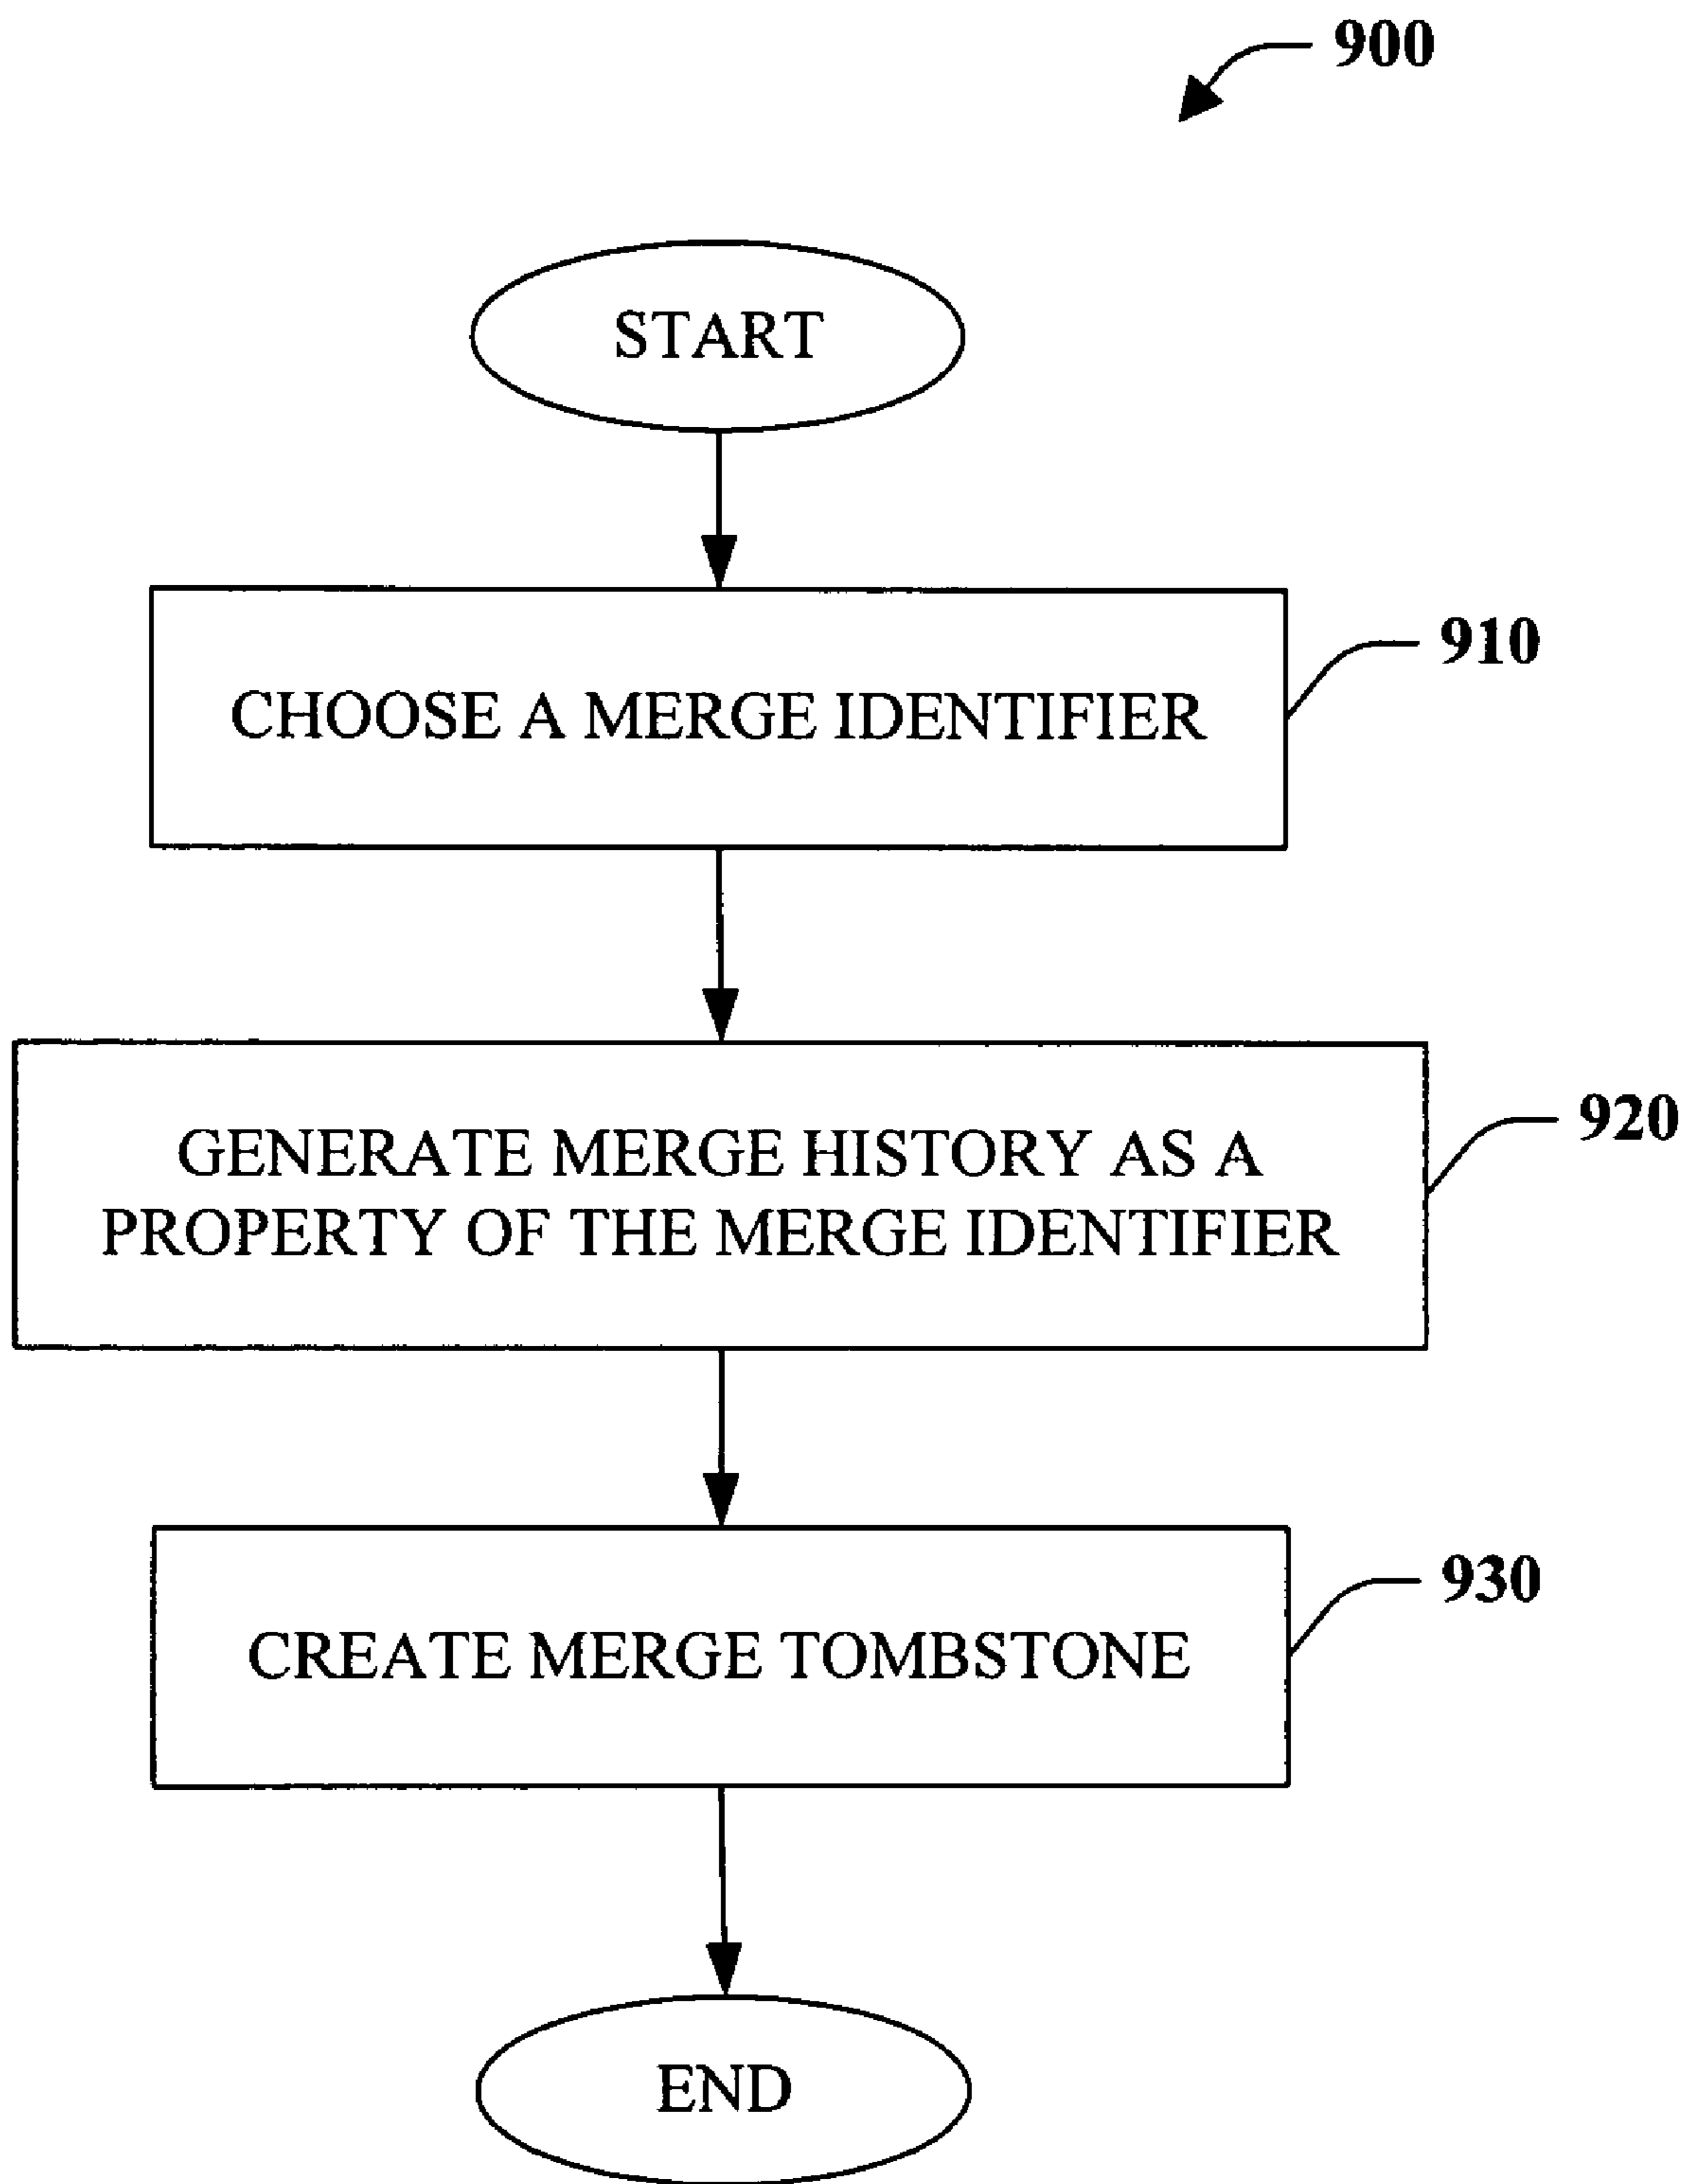 900
START
CHOOSE A MERGE IDENTIFIER
910
GENERATE MERGE HISTORY AS A
PROPERTY OF THE MERGE IDENTIFIER
920
CREATE MERGE TOMBSTONE
930
END